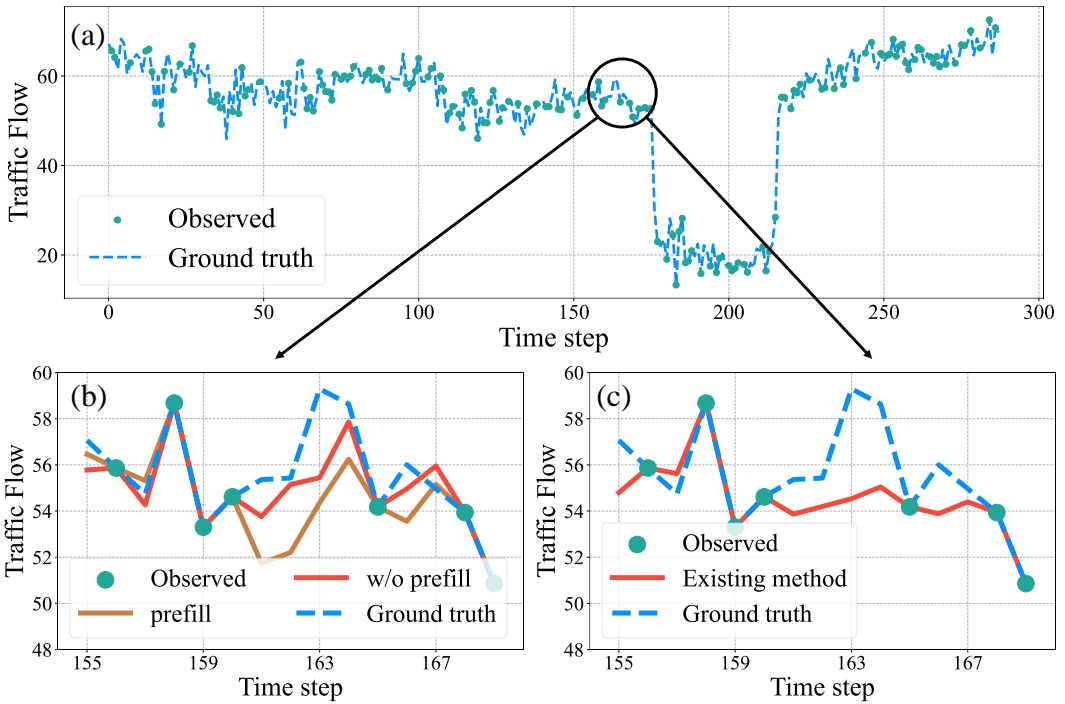 (a)
60
40
20
Traffic Flow
Observed
Ground truth
0 50 100 150 200 250 300
Time step
(b)
60
58
56
54
52
50
48
Traffic Flow
Observed w/o prefill
prefill Ground truth
155 159 163 167
Time step
(c)
60
58
56
54
52
50
48
Traffic Flow
Observed
Existing method
Ground truth
155 159 163 167
Time step